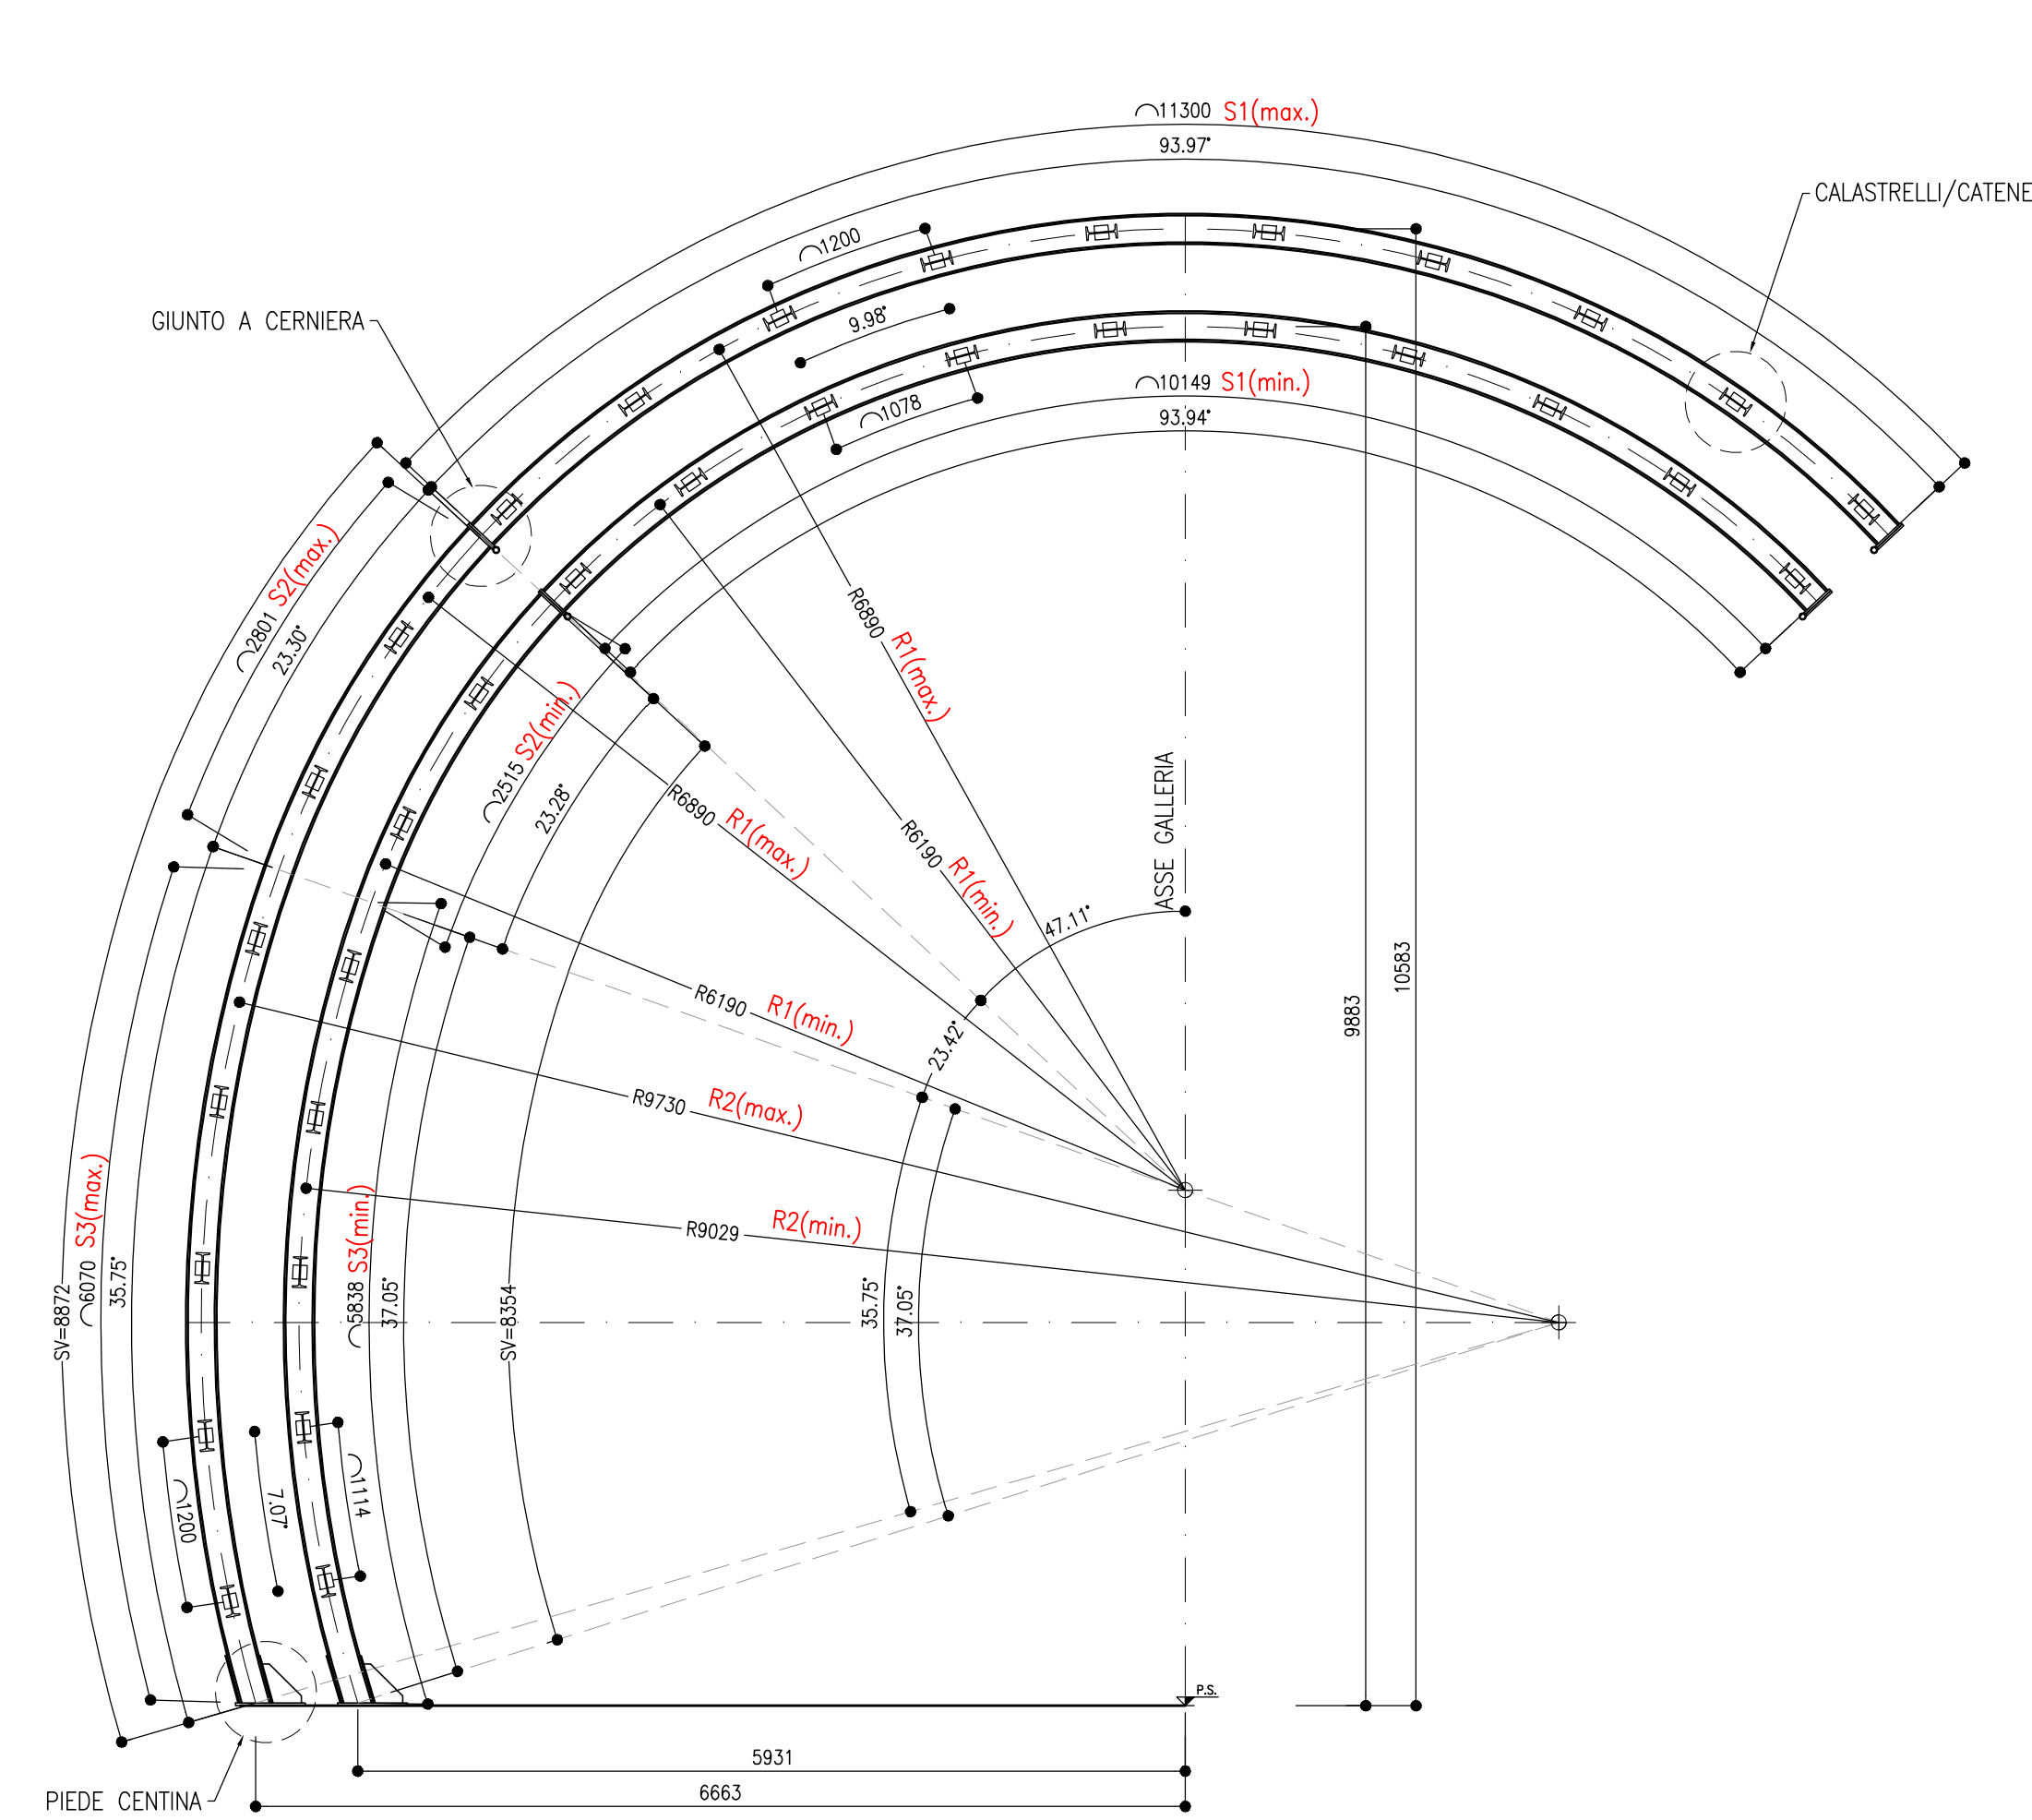 ⌒11300 S1(max.)
93.97°
CALASTRELLI/CATENE
⌒1200
GIUNTO A CERNIERA
9.98°
⌒10149 S1(min.)
⌒1078
93.94°
⌒2801 S2(max.)
23.30°
R6890 R1(max.)
⌒2515 S2(min.)
23.28°
R6890 R1(max.)
R6190 R1(min.)
ASSE GALLERIA
47.11°
R6190 R1(min.)
23.42°
9883
10583
R9730 R2(max.)
R9029 R2(min.)
SV=8872
⌒6070 S3(max.)
35.75°
⌒5838 S3(min.)
37.05°
SV=8354
35.75°
37.05°
⌒1200
7.07°
⌒1114
P.S.
5931
6663
PIEDE CENTINA